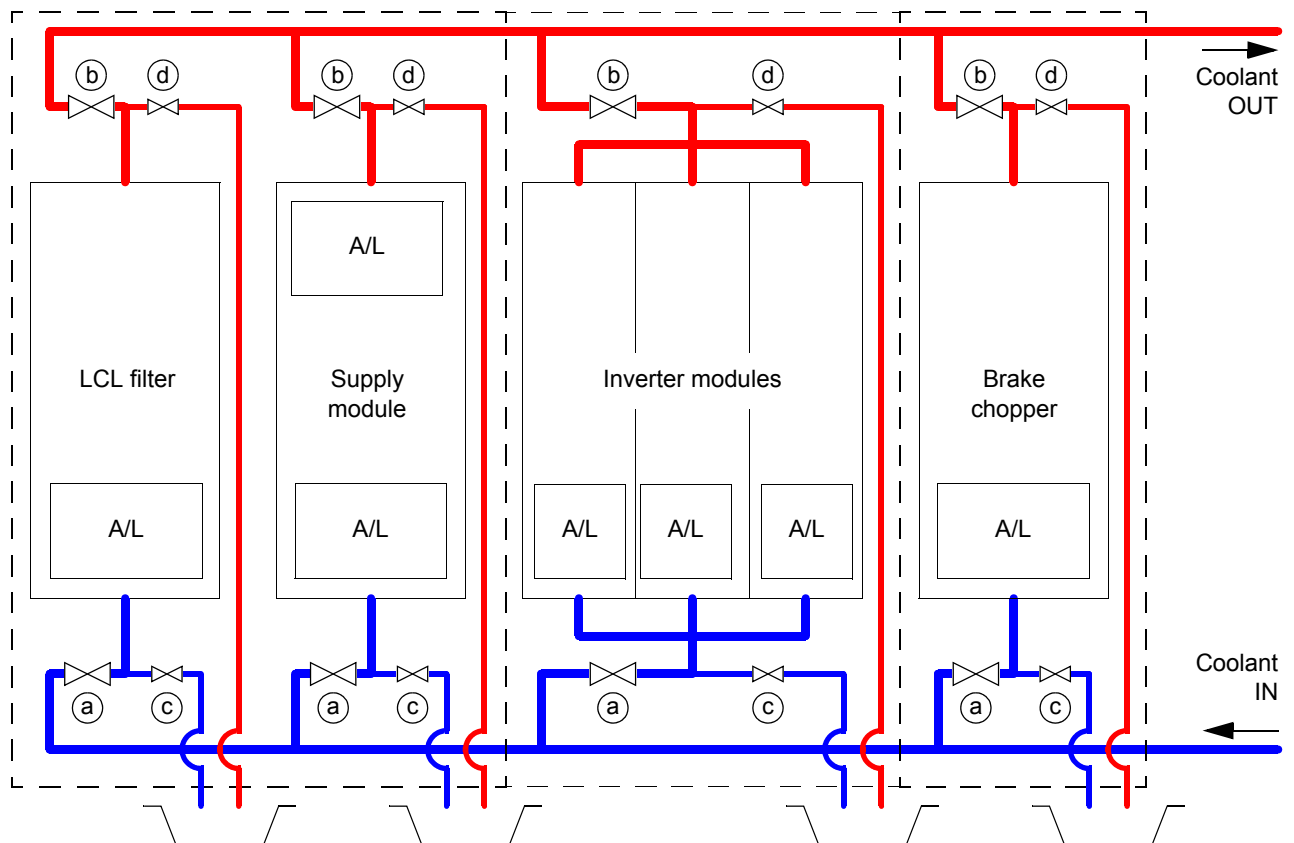 b
d
b
d
b
d
b
d
Coolant
OUT
A/L
LCL filter
Supply
module
Inverter modules
Brake
chopper
A/L
A/L
A/L
A/L
A/L
A/L
Coolant
IN
a
c
a
c
a
c
a
c